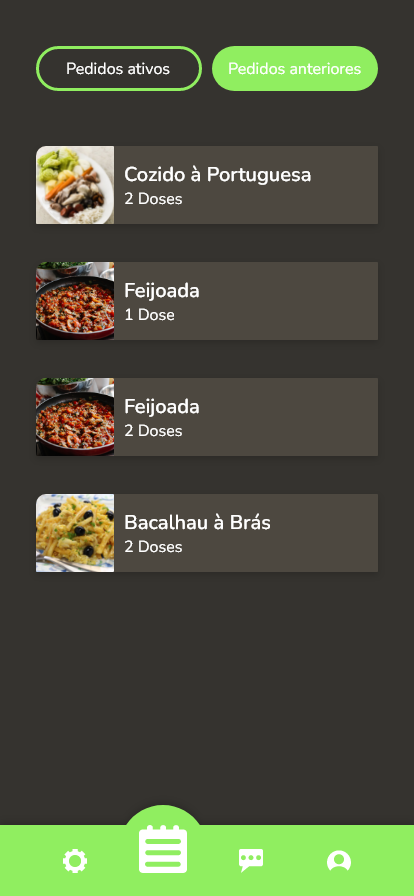 Pedidos ativos
Pedidos anteriores
Cozido à Portuguesa
2 Doses
Feijoada
1 Dose
Feijoada
2 Doses
Bacalhau à Brás
2 Doses